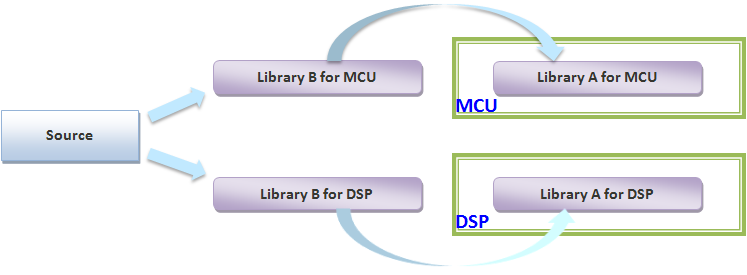 Library B for MCU
Library A for MCU
MCU
Source
Library B for DSP
Library A for DSP
DSP